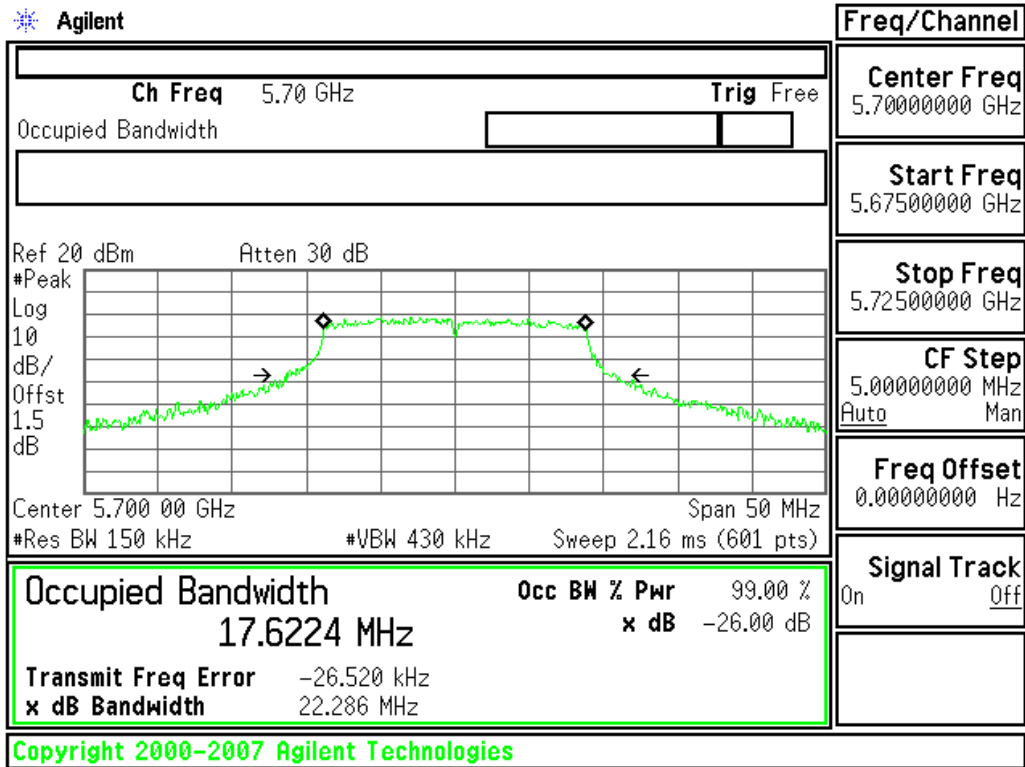 Agilent
Freq/Channel
Ch Freq 5.70 GHz Trig Free
Occupied Bandwidth
Center Freq
5.70000000 GHz
Start Freq
5.67500000 GHz
Stop Freq
5.72500000 GHz
CF Step
5.00000000 MHz
Auto Man
Freq Offset
0.00000000 Hz
Signal Track
On Off
Ref 20 dBm Atten 30 dB
#Peak
Log
10
dB/
Offst
1.5
dB
Center 5.700 00 GHz Span 50 MHz
#Res BW 150 kHz #VBW 430 kHz Sweep 2.16 ms (601 pts)
Occupied Bandwidth Occ BW % Pwr 99.00 %
17.6224 MHz x dB -26.00 dB
Transmit Freq Error -26.520 kHz
x dB Bandwidth 22.286 MHz
Copyright 2000-2007 Agilent Technologies